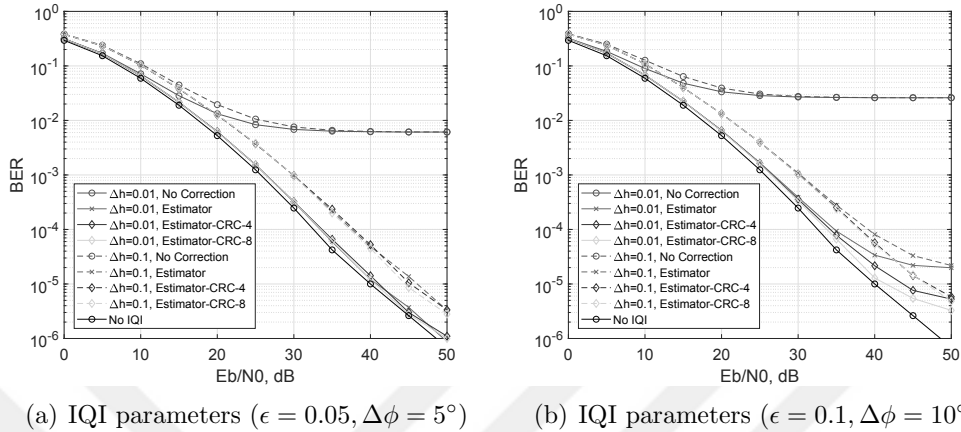 10^0
10^-1
10^-2
10^-3
10^-4
10^-5
10^-6
BER
Δh=0.01, No Correction
Δh=0.01, Estimator
Δh=0.01, Estimator-CRC-4
Δh=0.01, Estimator-CRC-8
Δh=0.1, No Correction
Δh=0.1, Estimator
Δh=0.1, Estimator-CRC-4
Δh=0.1, Estimator-CRC-8
No IQI
0 10 20 30 40 50
Eb/N0, dB
(a) IQI parameters (ϵ = 0.05, Δϕ = 5°)
10^0
10^-1
10^-2
10^-3
10^-4
10^-5
10^-6
BER
Δh=0.01, No Correction
Δh=0.01, Estimator
Δh=0.01, Estimator-CRC-4
Δh=0.01, Estimator-CRC-8
Δh=0.1, No Correction
Δh=0.1, Estimator
Δh=0.1, Estimator-CRC-4
Δh=0.1, Estimator-CRC-8
No IQI
0 10 20 30 40 50
Eb/N0, dB
(b) IQI parameters (ϵ = 0.1, Δϕ = 10°